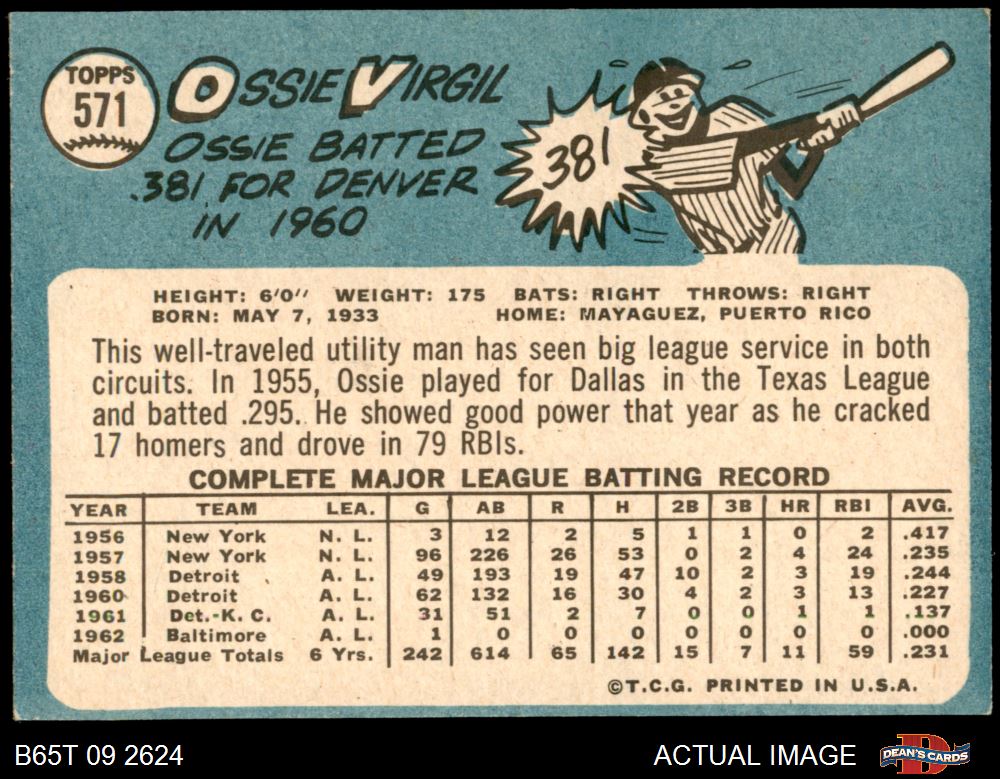 TOPPS
571
OSSIE VIRGIL
OSSIE BATTED
.381 FOR DENVER
IN 1960
381
HEIGHT: 6'0" WEIGHT: 175 BATS: RIGHT THROWS: RIGHT
BORN: MAY 7, 1933 HOME: MAYAGUEZ, PUERTO RICO
This well-traveled utility man has seen big league service in both
circuits. In 1955, Ossie played for Dallas in the Texas League
and batted .295. He showed good power that year as he cracked
17 homers and drove in 79 RBIs.
COMPLETE MAJOR LEAGUE BATTING RECORD
YEAR TEAM LEA. G AB R H 2B 3B HR RBI AVG.
1956 New York N. L. 3 12 2 5 1 1 0 2 .417
1957 New York N. L. 96 226 26 53 0 2 4 24 .235
1958 Detroit A. L. 49 193 19 47 10 2 3 19 .244
1960 Detroit A. L. 62 132 16 30 4 2 3 13 .227
1961 Det.-K. C. A. L. 31 51 2 7 0 0 1 1 .137
1962 Baltimore A. L. 1 0 0 0 0 0 0 0 .000
Major League Totals 6 Yrs. 242 614 65 142 15 7 11 59 .231
©T.C.G. PRINTED IN U.S.A.
B65T 09 2624 ACTUAL IMAGE DEAN'S CARDS